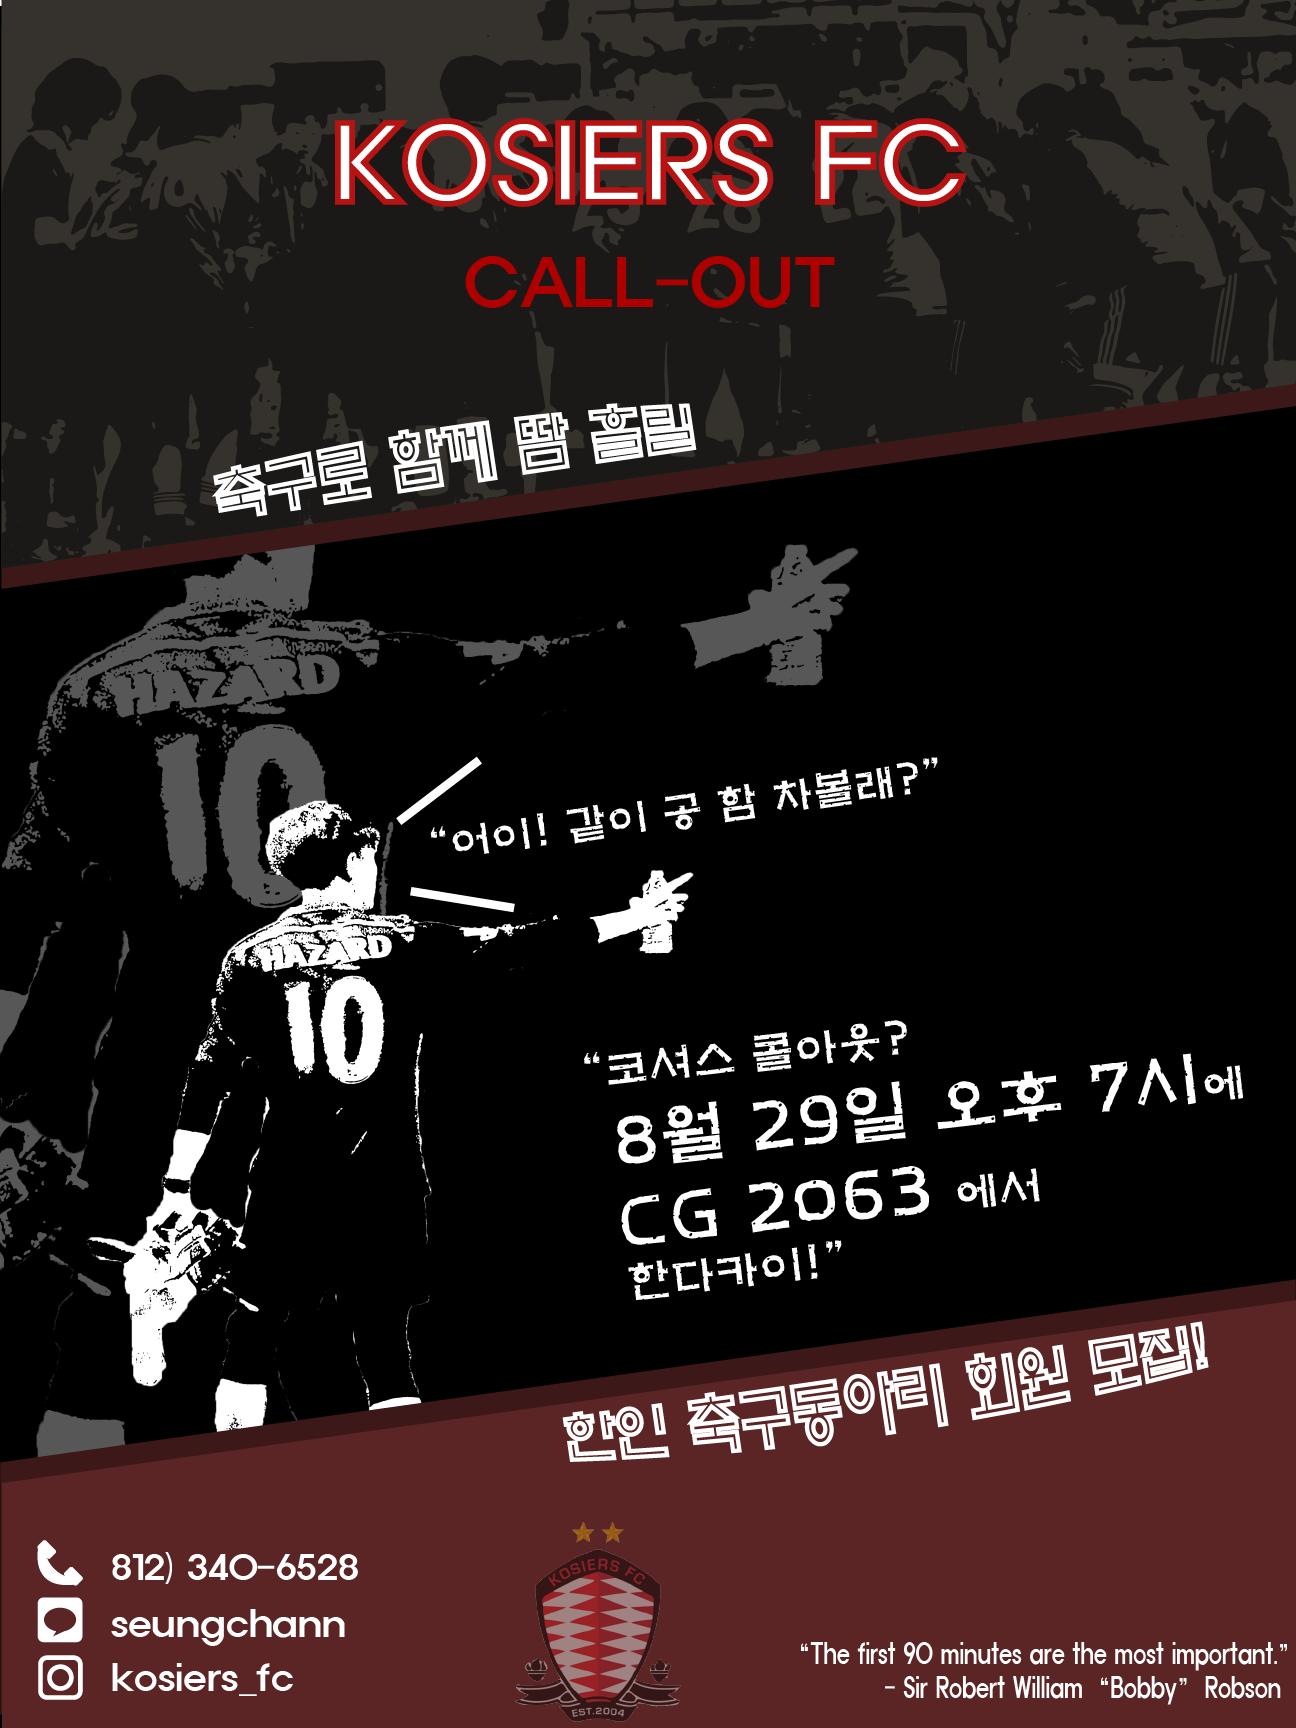 KOSIERS FC
CALL-OUT
축구로 함께 땀 흘릴
HAZARD
10
“어이! 같이 공 함 차볼래?”
HAZARD
10
“코셔스 콜아웃?
8월 29일 오후 7시에
CG 2063 에서
한다카이!”
한인 축구동아리 회원 모집!
812) 340-6528
seungchann
kosiers_fc
KOSIERS FC
EST.2004
“The first 90 minutes are the most important.”
- Sir Robert William “Bobby” Robson